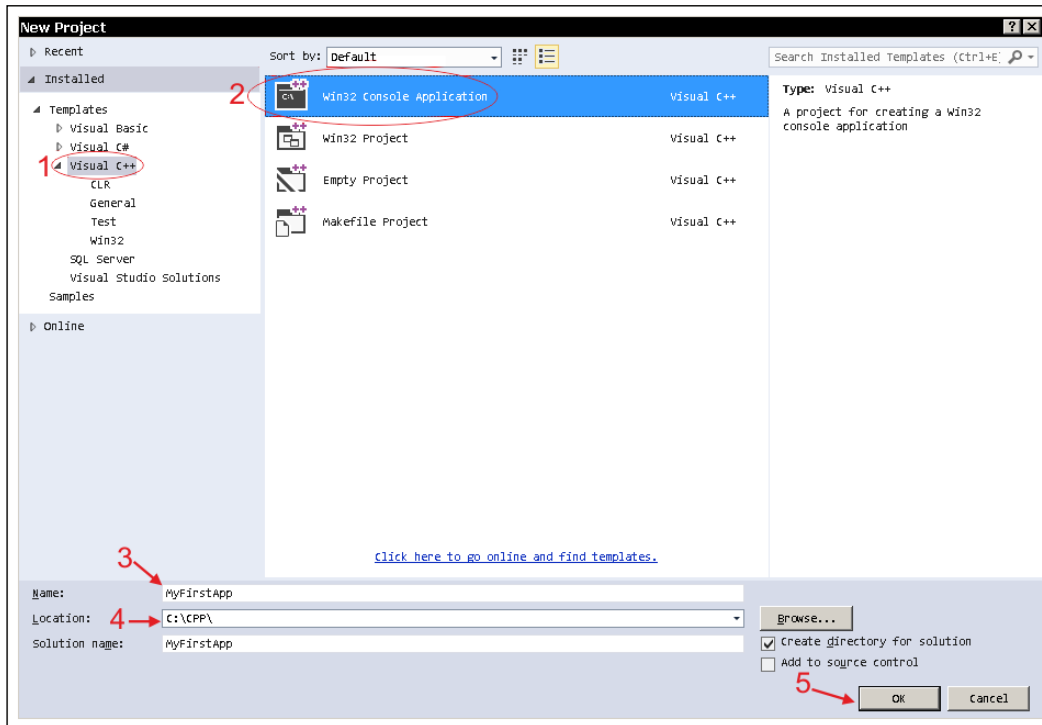 New Project
Recent
Installed
Templates
Visual Basic
Visual C#
1
Visual C++
CLR
General
Test
Win32
SQL Server
Visual Studio Solutions
Samples
Online
Sort by: Default
2
Win32 Console Application Visual C++
Win32 Project Visual C++
Empty Project Visual C++
Makefile Project Visual C++
Click here to go online and find templates.
Search Installed Templates (Ctrl+E)
Type: Visual C++
A project for creating a Win32
console application
3
Name: MyFirstApp
Location: 4 C:\CPP\
Browse...
Solution name: MyFirstApp
Create directory for solution
Add to source control
5
OK Cancel